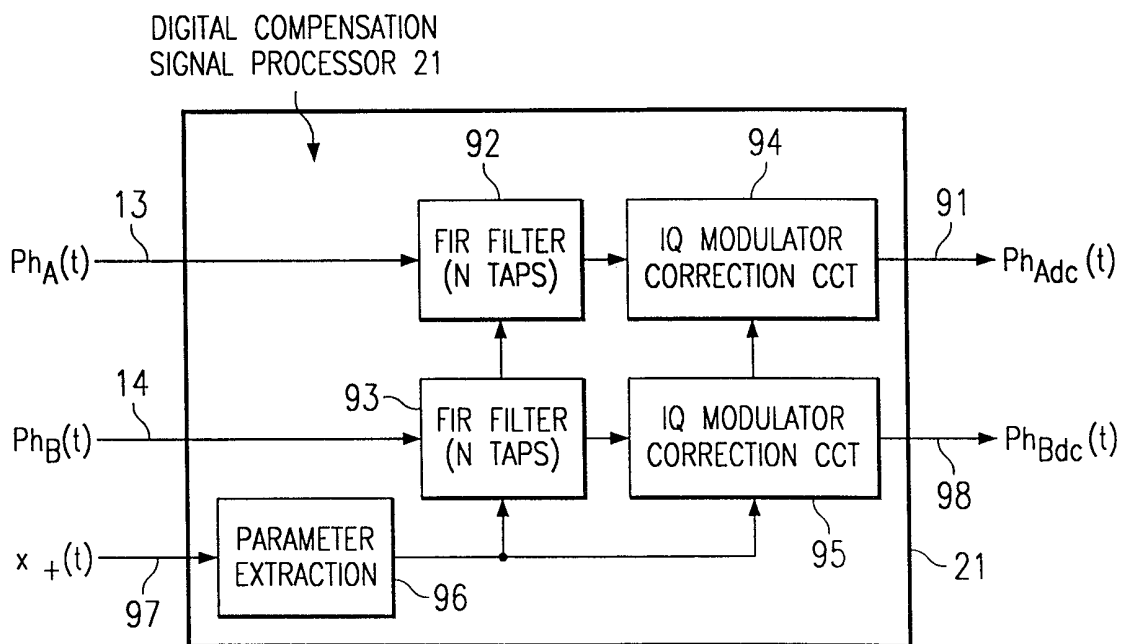 DIGITAL COMPENSATION
SIGNAL PROCESSOR 21
92
94
13
91
PhA(t)
FIR FILTER
(N TAPS)
IQ MODULATOR
CORRECTION CCT
PhAdc (t)
14
93
PhB(t)
FIR FILTER
(N TAPS)
IQ MODULATOR
CORRECTION CCT
PhBdc (t)
98
x +(t)
97
PARAMETER
EXTRACTION
96
95
21